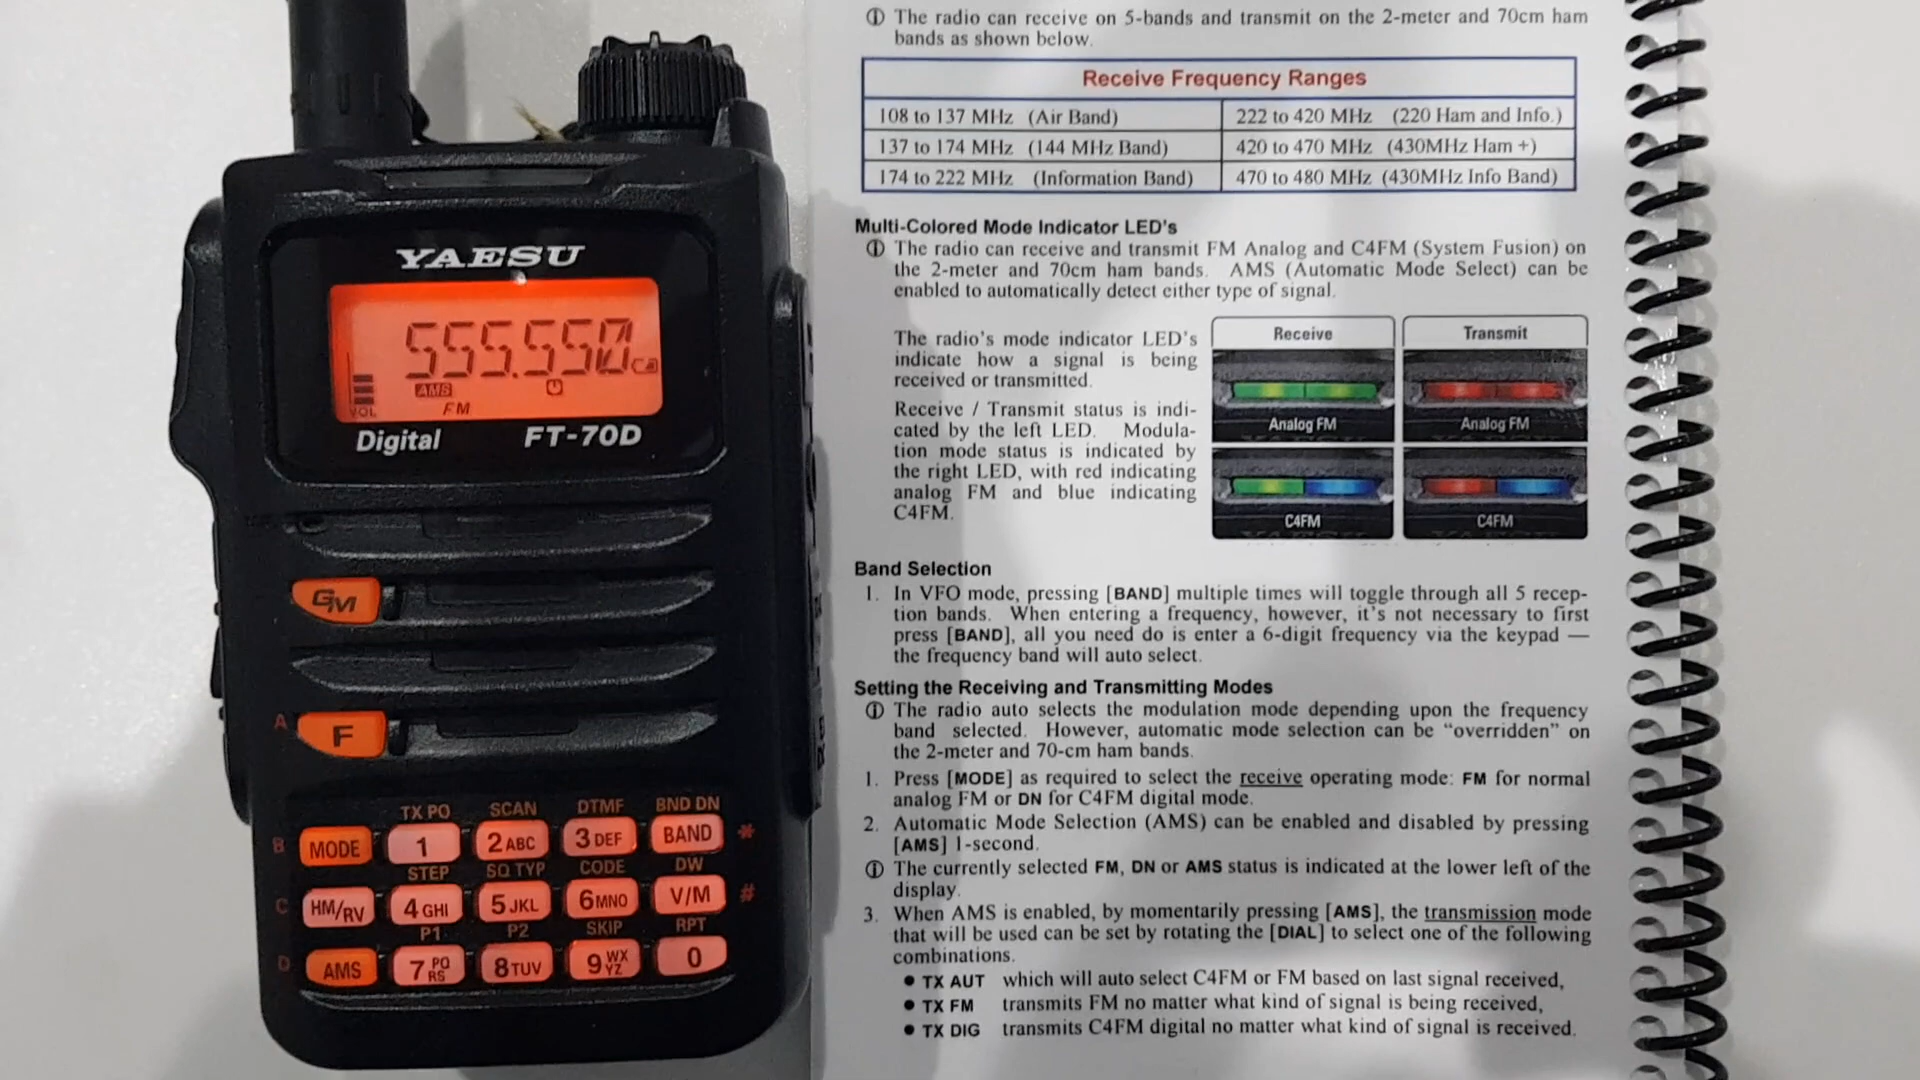 YAESU
555.550
AMS
VOL
FM
Digital FT-70D
GM
A F
TX PO SCAN DTMF BND DN
B MODE 1 2 ABC 3 DEF BAND *
STEP SQ TYP CODE DW
C HM/RV 4 GHI 5 JKL 6 MNO V/M #
P1 P2 SKIP RPT
D AMS 7 PQ RS 8 TUV 9 WX YZ 0
ⓘ The radio can receive on 5-bands and transmit on the 2-meter and 70cm ham
bands as shown below.
Receive Frequency Ranges
108 to 137 MHz (Air Band) 222 to 420 MHz (220 Ham and Info.)
137 to 174 MHz (144 MHz Band) 420 to 470 MHz (430MHz Ham +)
174 to 222 MHz (Information Band) 470 to 480 MHz (430MHz Info Band)
Multi-Colored Mode Indicator LED's
ⓘ The radio can receive and transmit FM Analog and C4FM (System Fusion) on
the 2-meter and 70cm ham bands. AMS (Automatic Mode Select) can be
enabled to automatically detect either type of signal.
The radio's mode indicator LED's
indicate how a signal is being
received or transmitted.
Receive / Transmit status is indi-
cated by the left LED. Modula-
tion mode status is indicated by
the right LED, with red indicating
analog FM and blue indicating
C4FM.
Receive Transmit
Analog FM Analog FM
C4FM C4FM
Band Selection
1. In VFO mode, pressing [BAND] multiple times will toggle through all 5 recep-
tion bands. When entering a frequency, however, it's not necessary to first
press [BAND], all you need do is enter a 6-digit frequency via the keypad —
the frequency band will auto select.
Setting the Receiving and Transmitting Modes
ⓘ The radio auto selects the modulation mode depending upon the frequency
band selected. However, automatic mode selection can be “overridden” on
the 2-meter and 70-cm ham bands.
1. Press [MODE] as required to select the receive operating mode: FM for normal
analog FM or DN for C4FM digital mode.
2. Automatic Mode Selection (AMS) can be enabled and disabled by pressing
[AMS] 1-second.
ⓘ The currently selected FM, DN or AMS status is indicated at the lower left of the
display.
3. When AMS is enabled, by momentarily pressing [AMS], the transmission mode
that will be used can be set by rotating the [DIAL] to select one of the following
combinations.
● TX AUT which will auto select C4FM or FM based on last signal received,
● TX FM transmits FM no matter what kind of signal is being received,
● TX DIG transmits C4FM digital no matter what kind of signal is received.